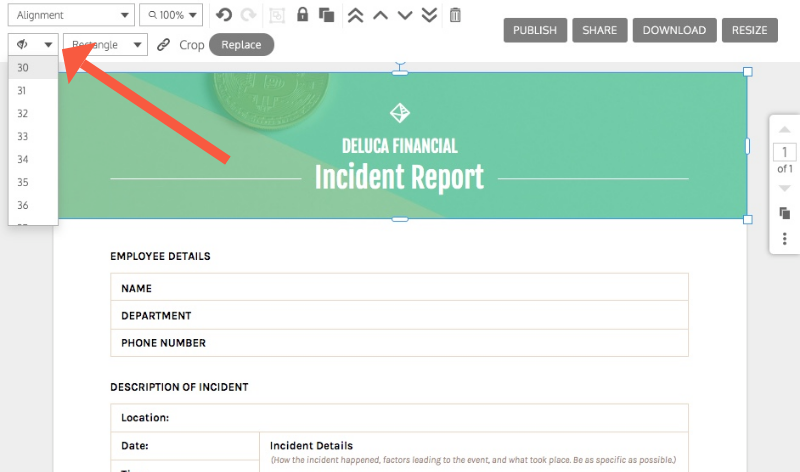 Alignment
100%
PUBLISH
SHARE
DOWNLOAD
RESIZE
Rectangle
Crop
Replace
30
31
32
33
34
35
36
DELUCA FINANCIAL
Incident Report
1
of 1
EMPLOYEE DETAILS
NAME
DEPARTMENT
PHONE NUMBER
DESCRIPTION OF INCIDENT
Location:
Date:
Incident Details
(How the incident happened, factors leading to the event, and what took place. Be as specific as possible.)